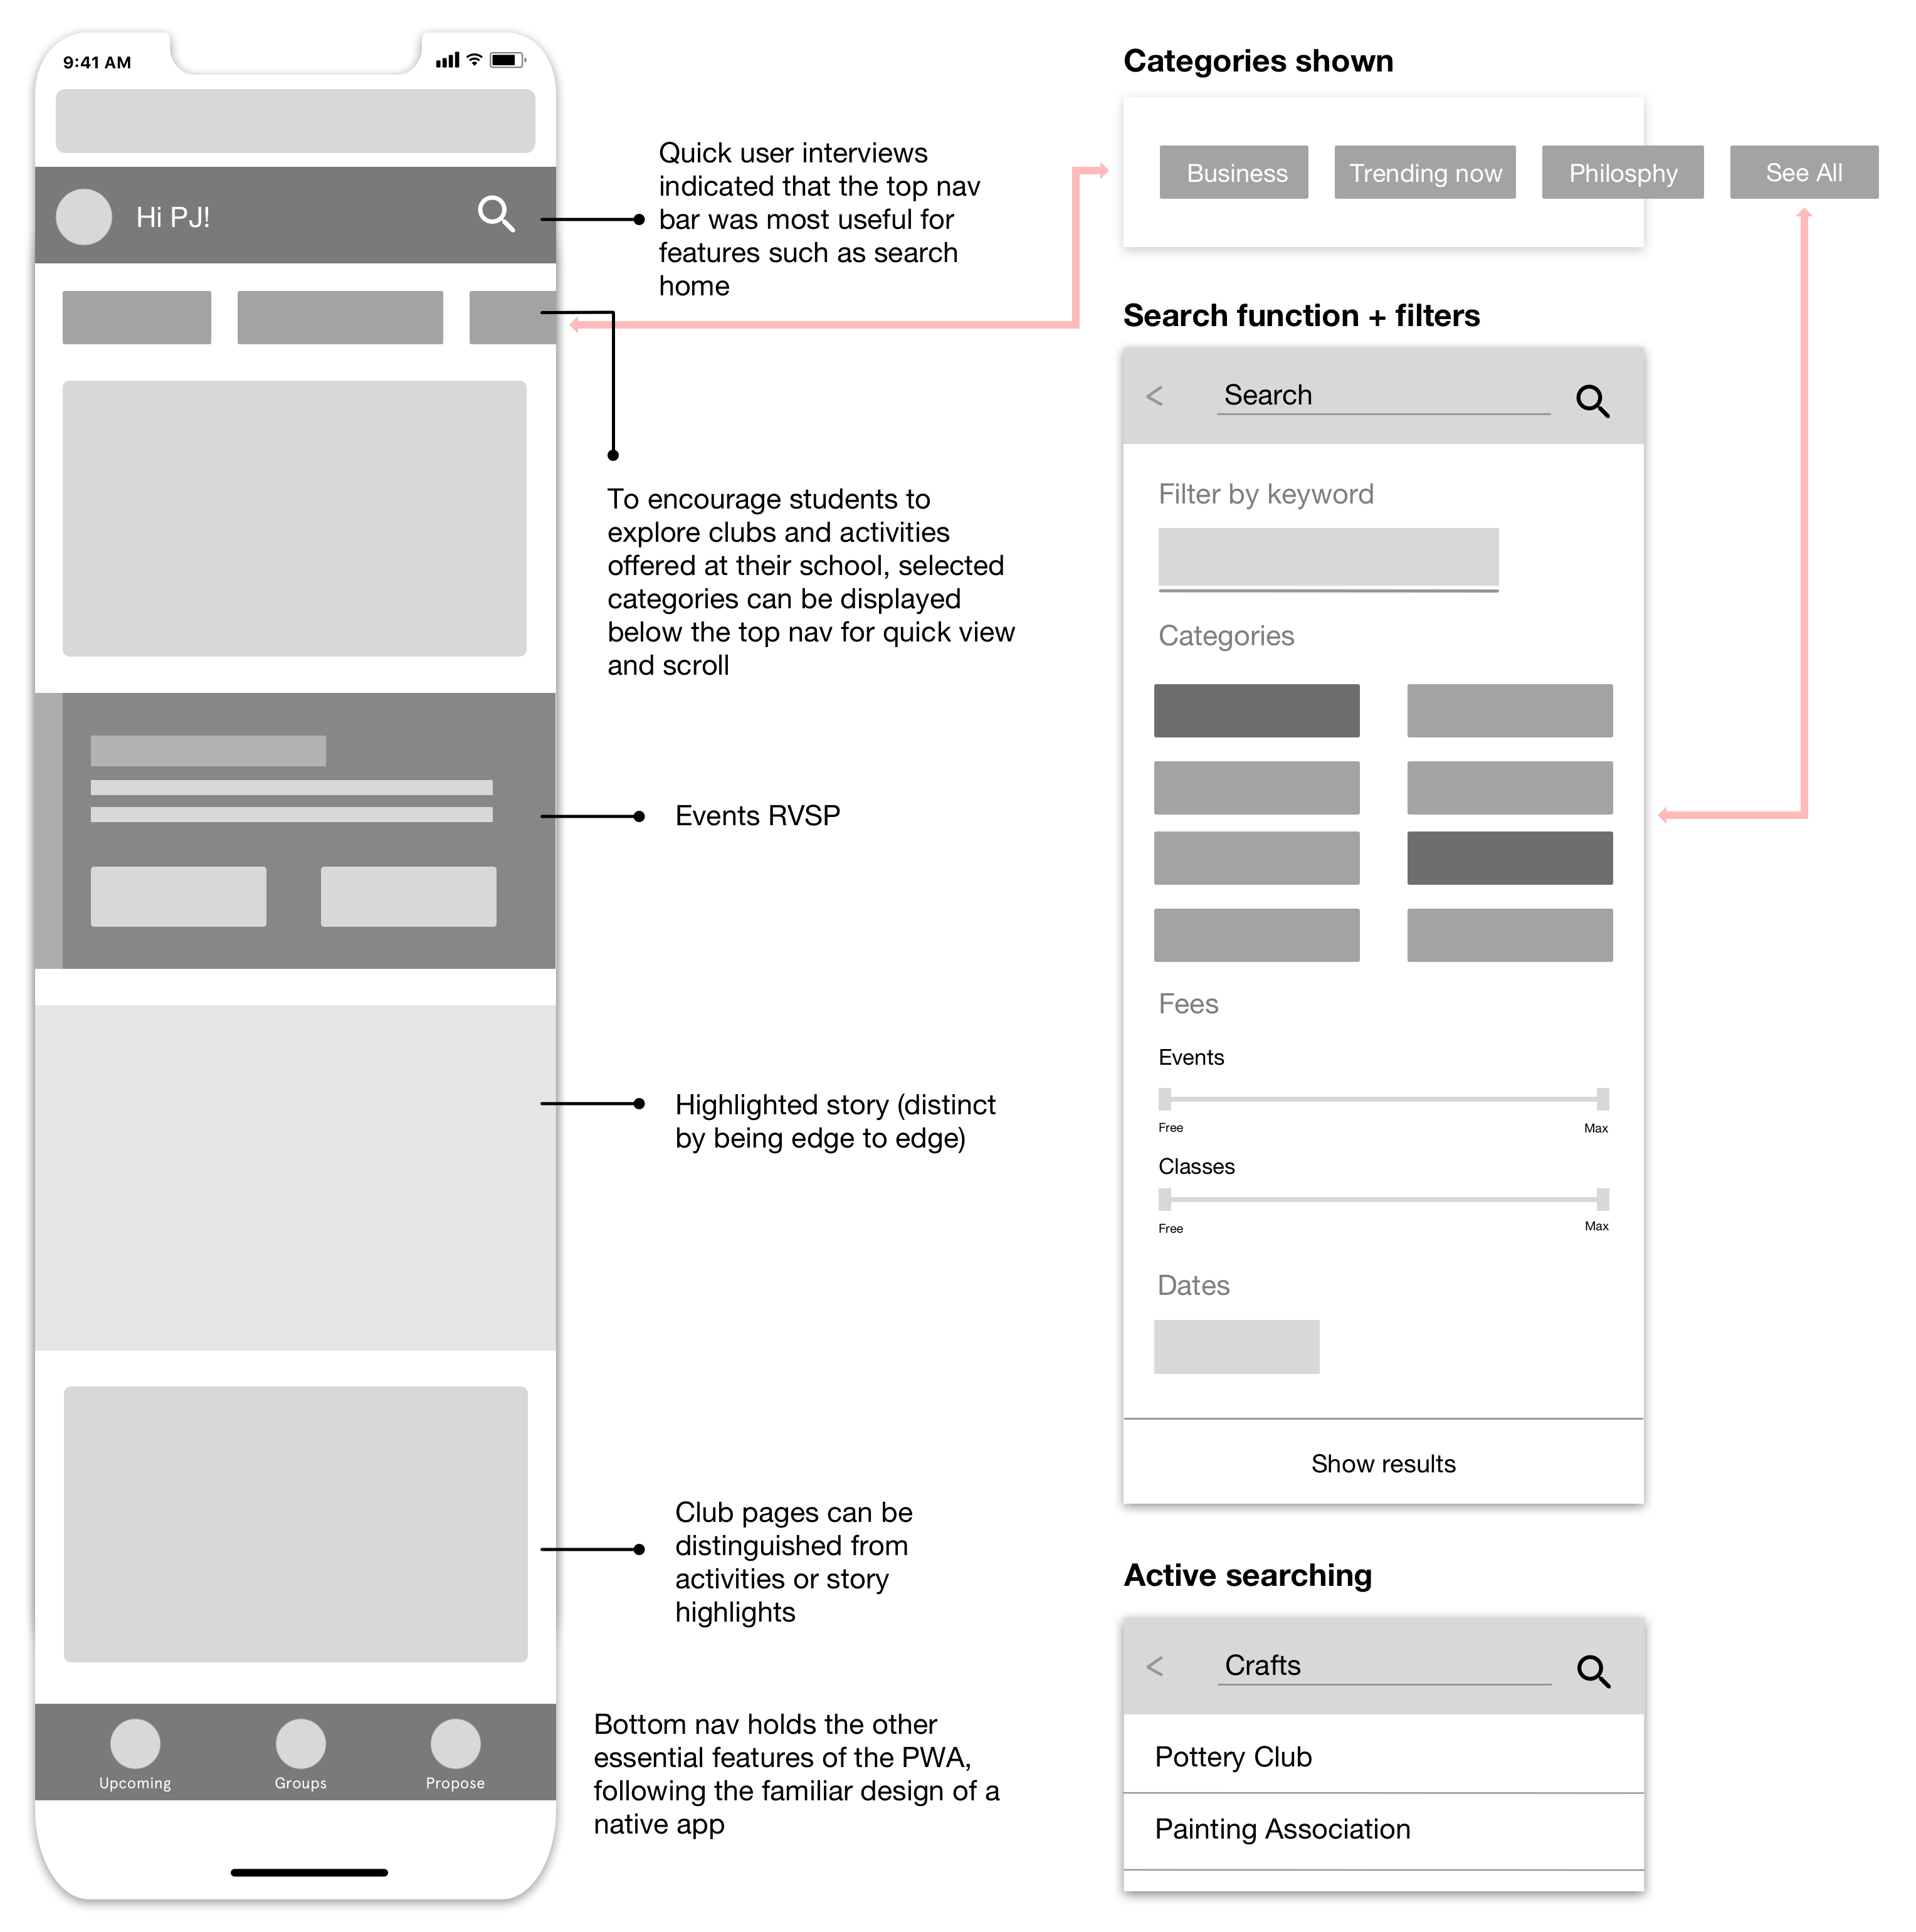 9:41 AM
Hi PJ!
Quick user interviews
indicated that the top nav
bar was most useful for
features such as search
home
To encourage students to
explore clubs and activities
offered at their school, selected
categories can be displayed
below the top nav for quick view
and scroll
Events RVSP
Highlighted story (distinct
by being edge to edge)
Club pages can be
distinguished from
activities or story
highlights
Upcoming
Groups
Propose
Bottom nav holds the other
essential features of the PWA,
following the familiar design of a
native app
Categories shown
Business
Trending now
Philosphy
See All
Search function + filters
< Search
Filter by keyword
Categories
Fees
Events
Free
Max
Classes
Free
Max
Dates
Show results
Active searching
< Crafts
Pottery Club
Painting Association